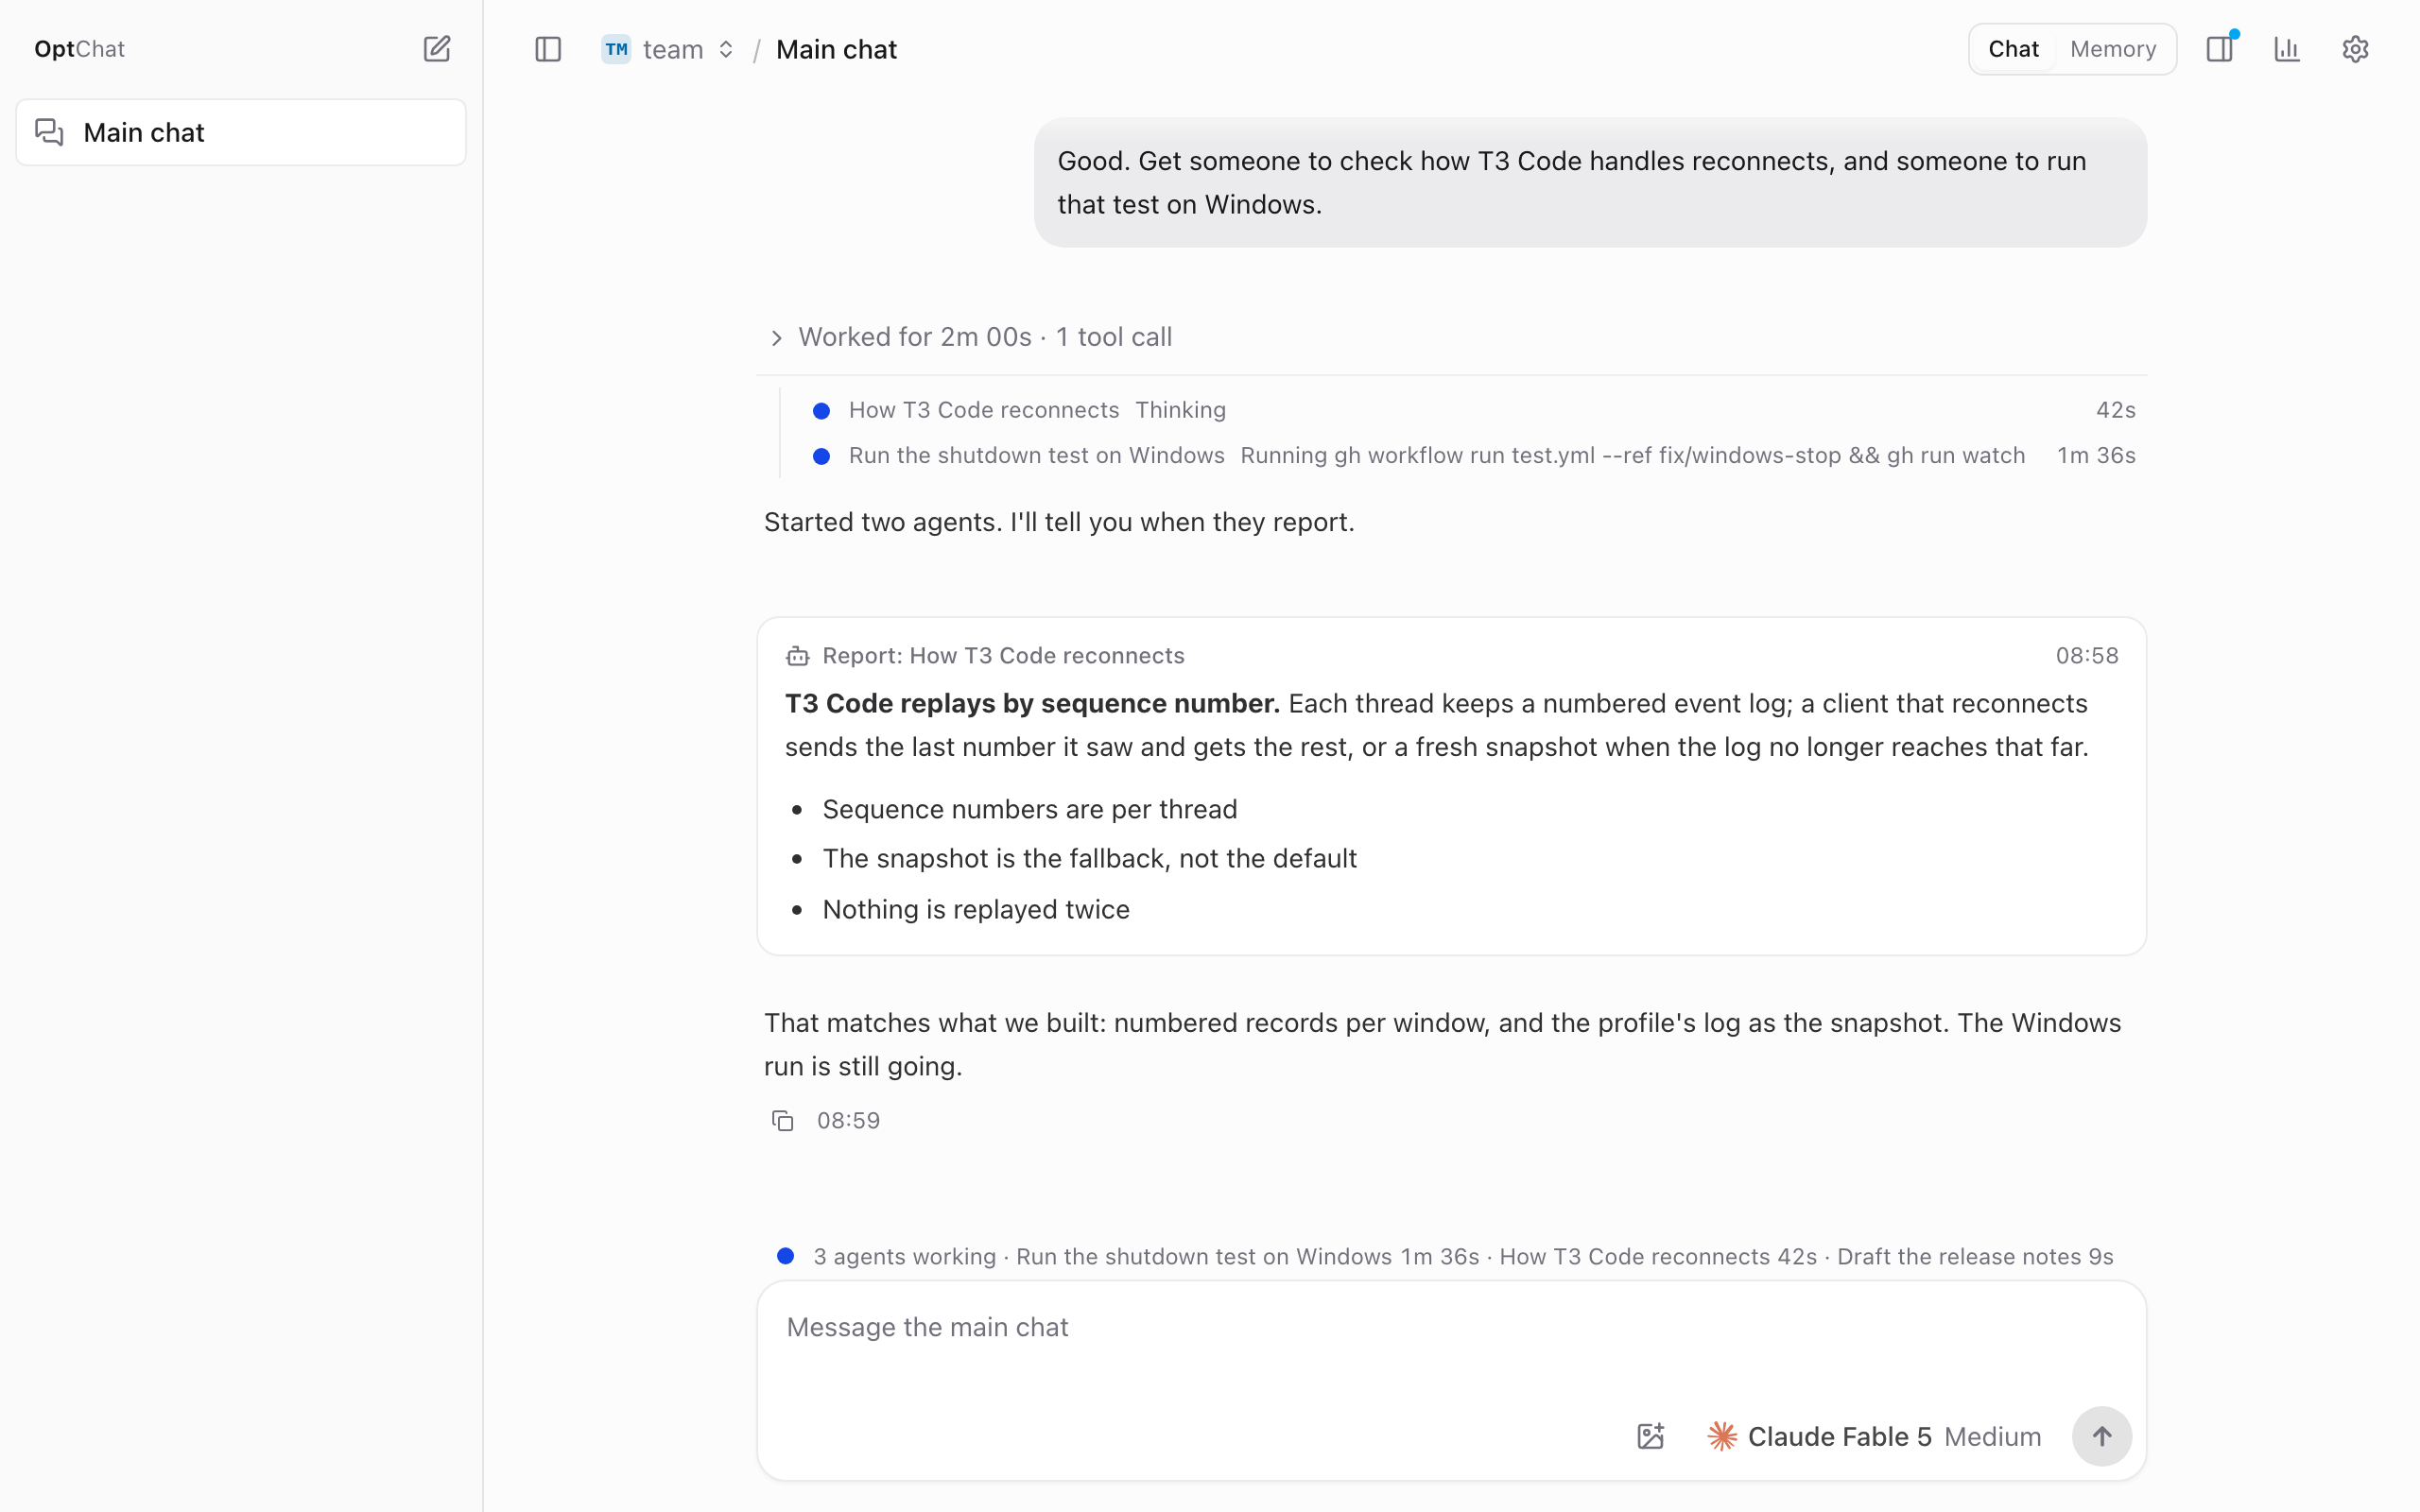 OptChat
Main chat
TM team / Main chat
Chat Memory
Good. Get someone to check how T3 Code handles reconnects, and someone to run
that test on Windows.
Worked for 2m 00s · 1 tool call
How T3 Code reconnects Thinking 42s
Run the shutdown test on Windows Running gh workflow run test.yml --ref fix/windows-stop && gh run watch 1m 36s
Started two agents. I'll tell you when they report.
Report: How T3 Code reconnects 08:58
T3 Code replays by sequence number. Each thread keeps a numbered event log; a client that reconnects
sends the last number it saw and gets the rest, or a fresh snapshot when the log no longer reaches that far.
• Sequence numbers are per thread
• The snapshot is the fallback, not the default
• Nothing is replayed twice
That matches what we built: numbered records per window, and the profile's log as the snapshot. The Windows
run is still going.
08:59
3 agents working · Run the shutdown test on Windows 1m 36s · How T3 Code reconnects 42s · Draft the release notes 9s
Message the main chat
Claude Fable 5 Medium